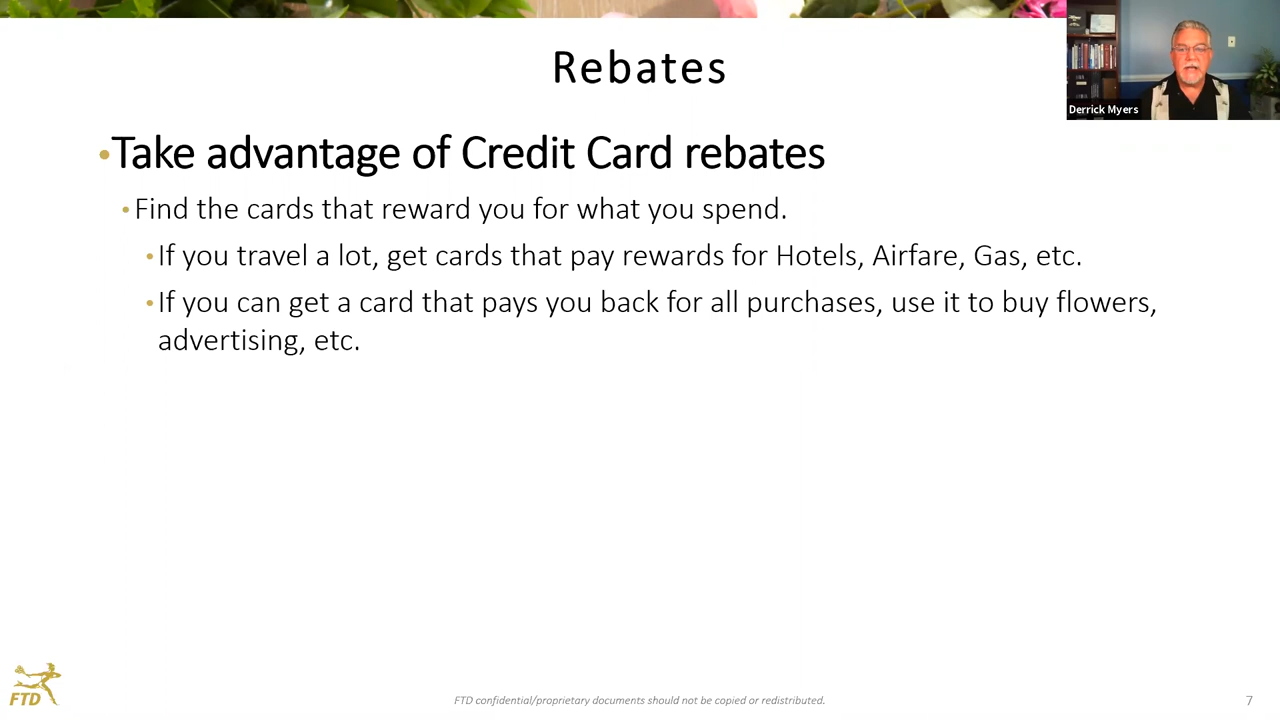 Rebates
Derrick Myers
•Take advantage of Credit Card rebates
•Find the cards that reward you for what you spend.
•If you travel a lot, get cards that pay rewards for Hotels, Airfare, Gas, etc.
•If you can get a card that pays you back for all purchases, use it to buy flowers,
advertising, etc.
FTD
FTD confidential/proprietary documents should not be copied or redistributed.
7